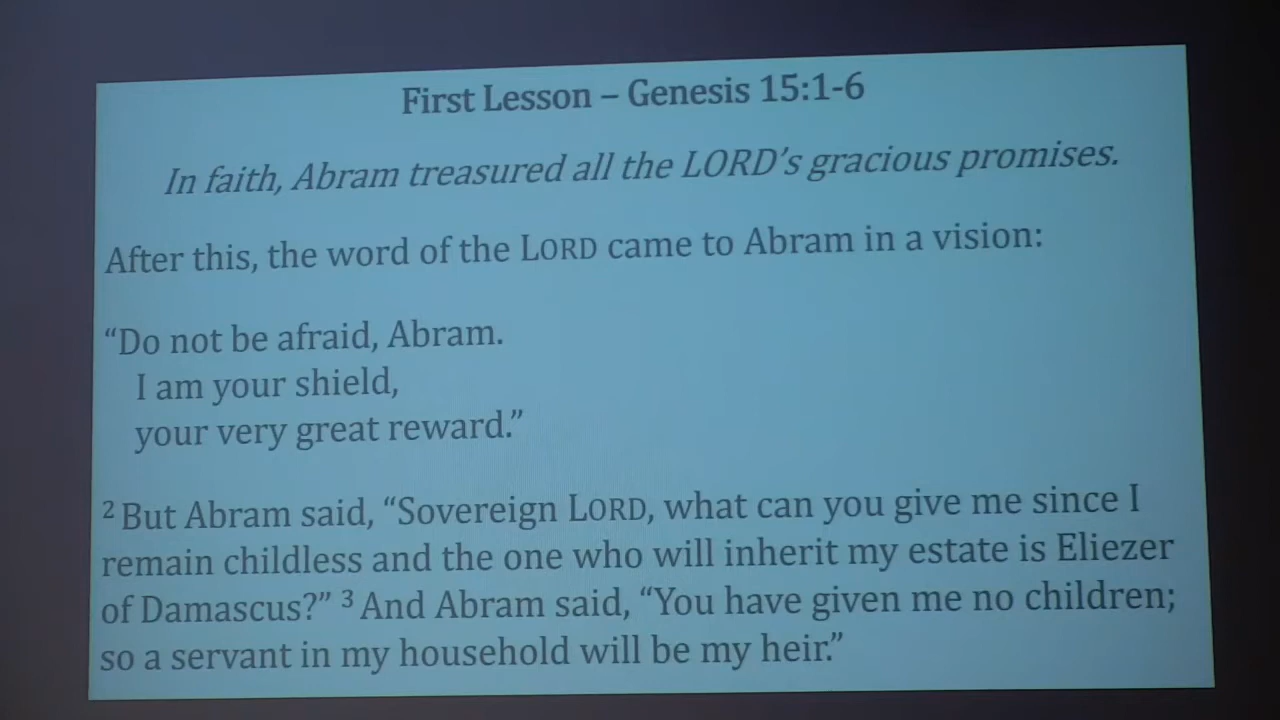 First Lesson – Genesis 15:1-6
In faith, Abram treasured all the LORD’s gracious promises.
After this, the word of the LORD came to Abram in a vision:
“Do not be afraid, Abram.
I am your shield,
your very great reward.”
² But Abram said, “Sovereign LORD, what can you give me since I
remain childless and the one who will inherit my estate is Eliezer
of Damascus?” ³ And Abram said, “You have given me no children;
so a servant in my household will be my heir.”